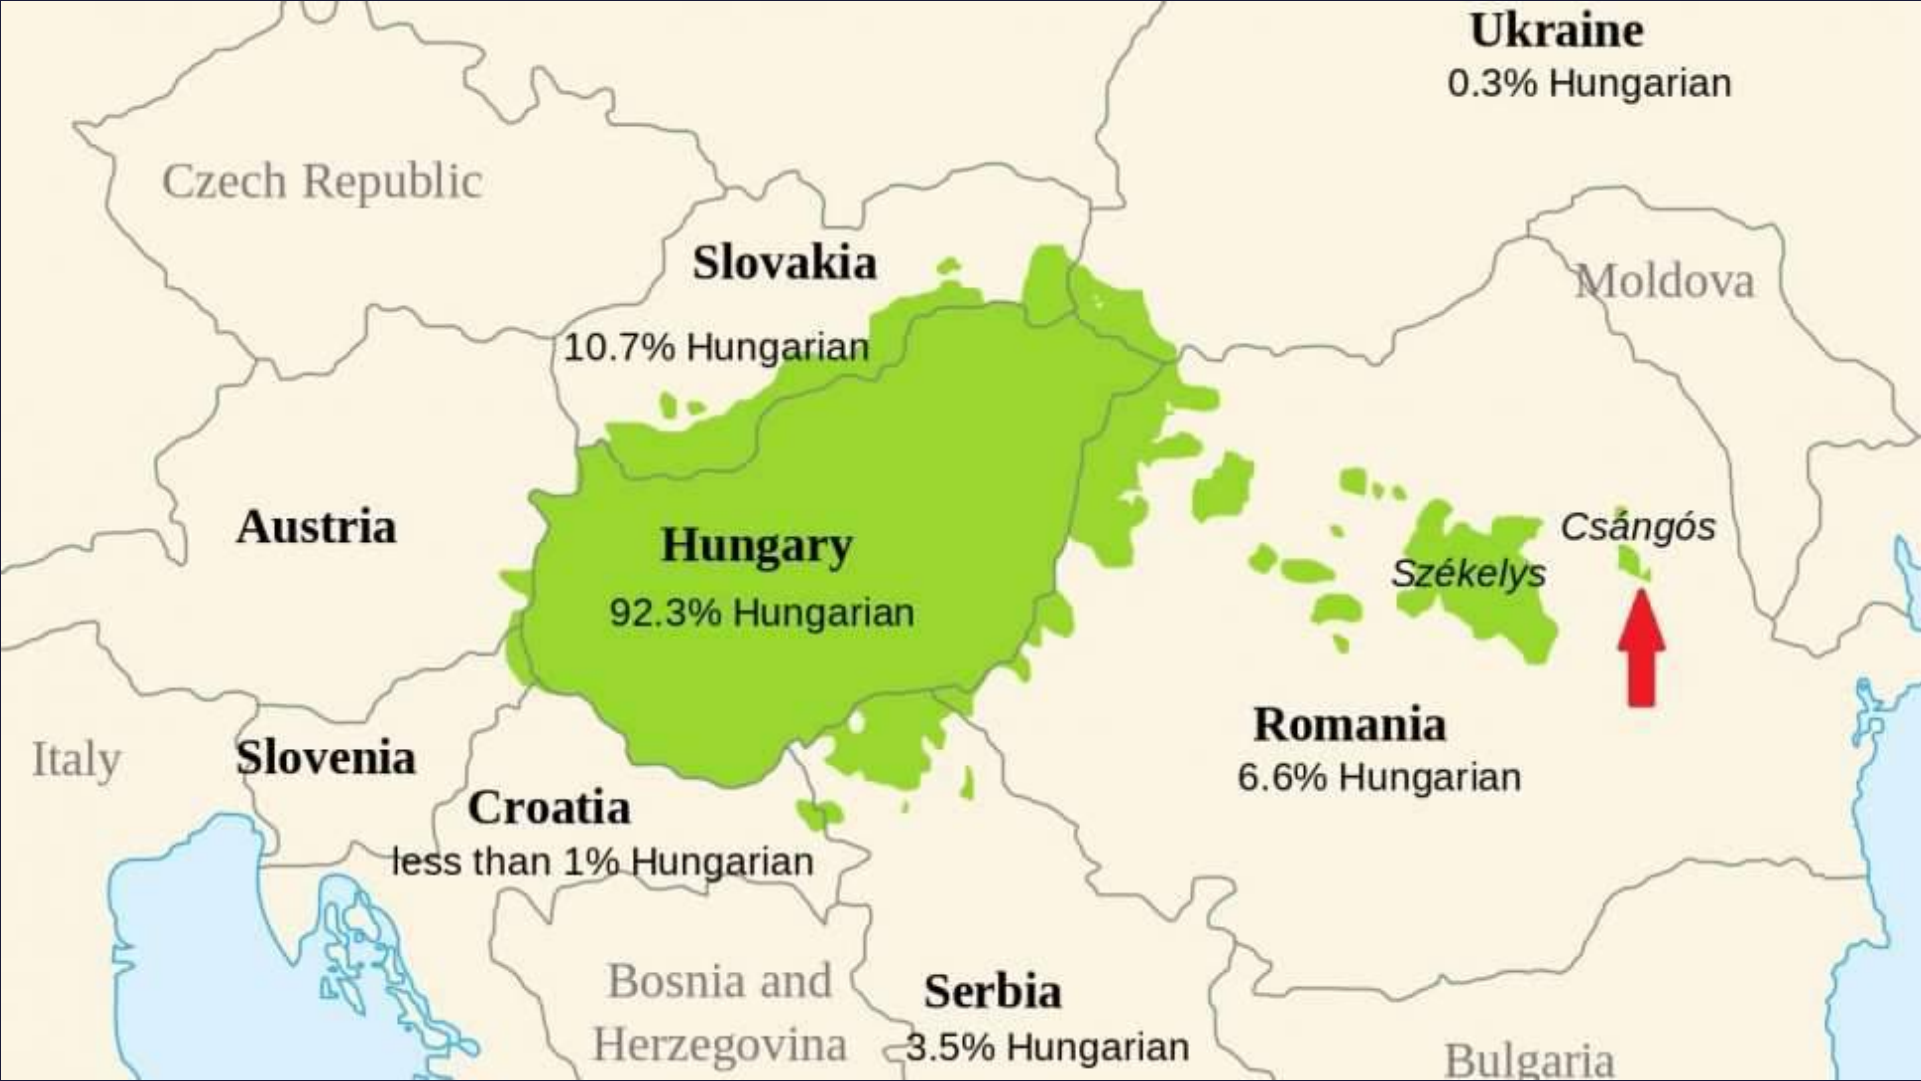 Ukraine
0.3% Hungarian
Czech Republic
Slovakia
Moldova
10.7% Hungarian
Austria
Csángós
Hungary
Székelys
92.3% Hungarian
Romania
6.6% Hungarian
Italy
Slovenia
Croatia
less than 1% Hungarian
Bosnia and
Herzegovina
Serbia
3.5% Hungarian
Bulgaria